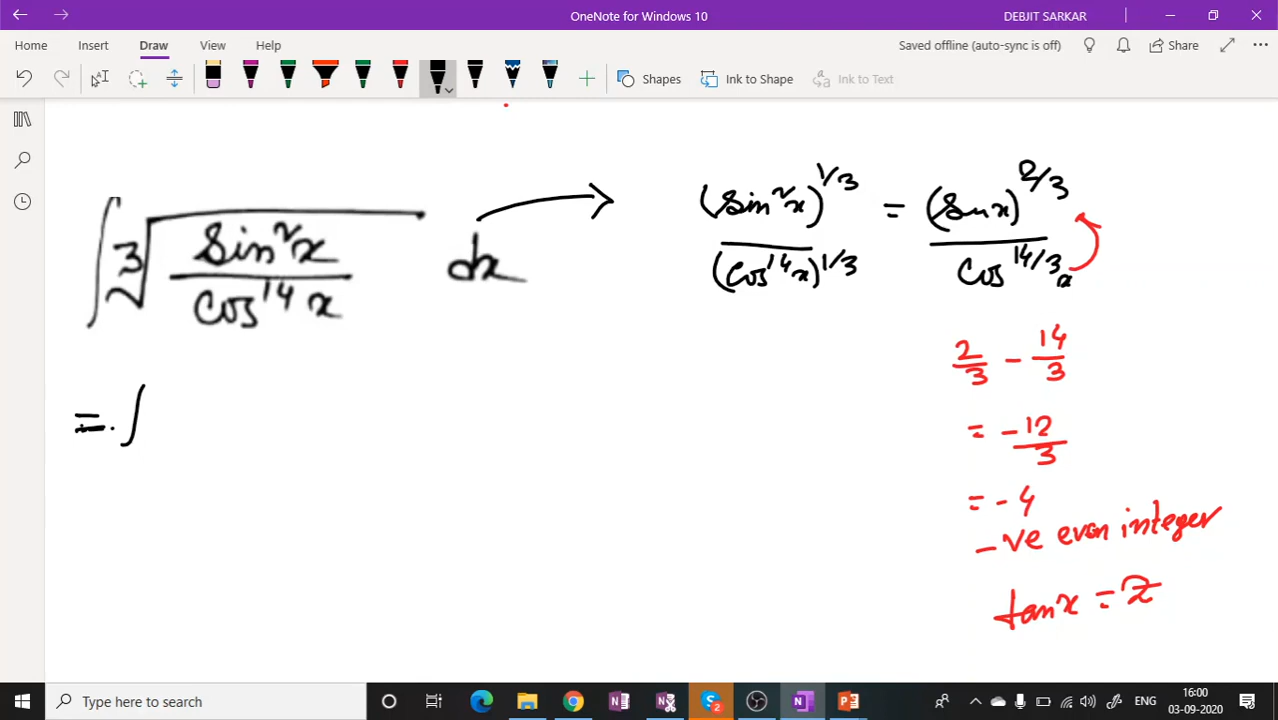 OneNote for Windows 10
DEBJIT SARKAR
Home Insert Draw View Help
Saved offline (auto-sync is off)
Share
Shapes
Ink to Shape
Ink to Text
∫ ∛(Sin²x / Cos¹⁴x) dx
(Sin²x)^1/3 / (Cos¹⁴x)^1/3 = (Sinx)^2/3 / Cos^14/3 x
2/3 - 14/3
= -12/3
= -4
-ve even integer
tanx = Z
= ∫
Type here to search
2
ENG
16:00
03-09-2020